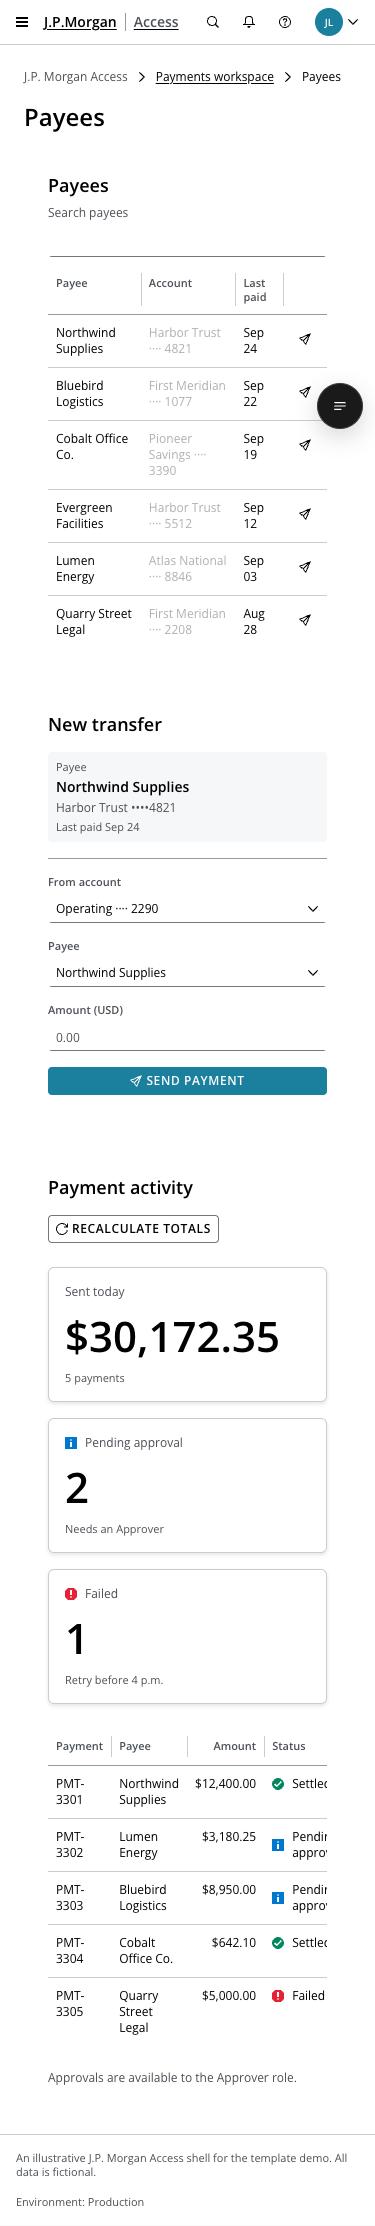 J.P.Morgan Access JL
J.P. Morgan Access > Payments workspace > Payees
Payees
Payees
Search payees
Payee Account Last paid
Northwind Supplies Harbor Trust ···· 4821 Sep 24
Bluebird Logistics First Meridian ···· 1077 Sep 22
Cobalt Office Co. Pioneer Savings ···· 3390 Sep 19
Evergreen Facilities Harbor Trust ···· 5512 Sep 12
Lumen Energy Atlas National ···· 8846 Sep 03
Quarry Street Legal First Meridian ···· 2208 Aug 28
New transfer
Payee
Northwind Supplies
Harbor Trust ••••4821
Last paid Sep 24
From account
Operating ···· 2290
Payee
Northwind Supplies
Amount (USD)
0.00
SEND PAYMENT
Payment activity
RECALCULATE TOTALS
Sent today
$30,172.35
5 payments
Pending approval
2
Needs an Approver
Failed
1
Retry before 4 p.m.
Payment Payee Amount Status
PMT-3301 Northwind Supplies $12,400.00 Settled
PMT-3302 Lumen Energy $3,180.25 Pendin approv
PMT-3303 Bluebird Logistics $8,950.00 Pendin approv
PMT-3304 Cobalt Office Co. $642.10 Settled
PMT-3305 Quarry Street Legal $5,000.00 Failed
Approvals are available to the Approver role.
An illustrative J.P. Morgan Access shell for the template demo. All
data is fictional.
Environment: Production